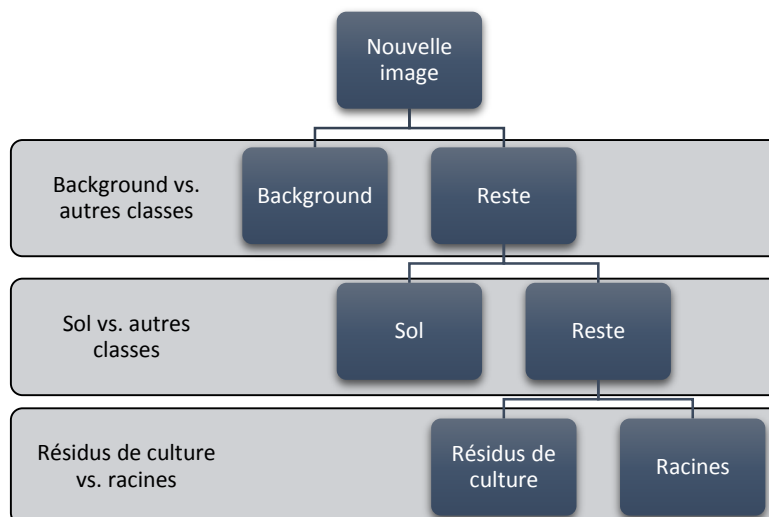 Nouvelle
image
Background vs.
autres classes
Background
Reste
Sol vs. autres
classes
Sol
Reste
Résidus de culture
vs. racines
Résidus de
culture
Racines